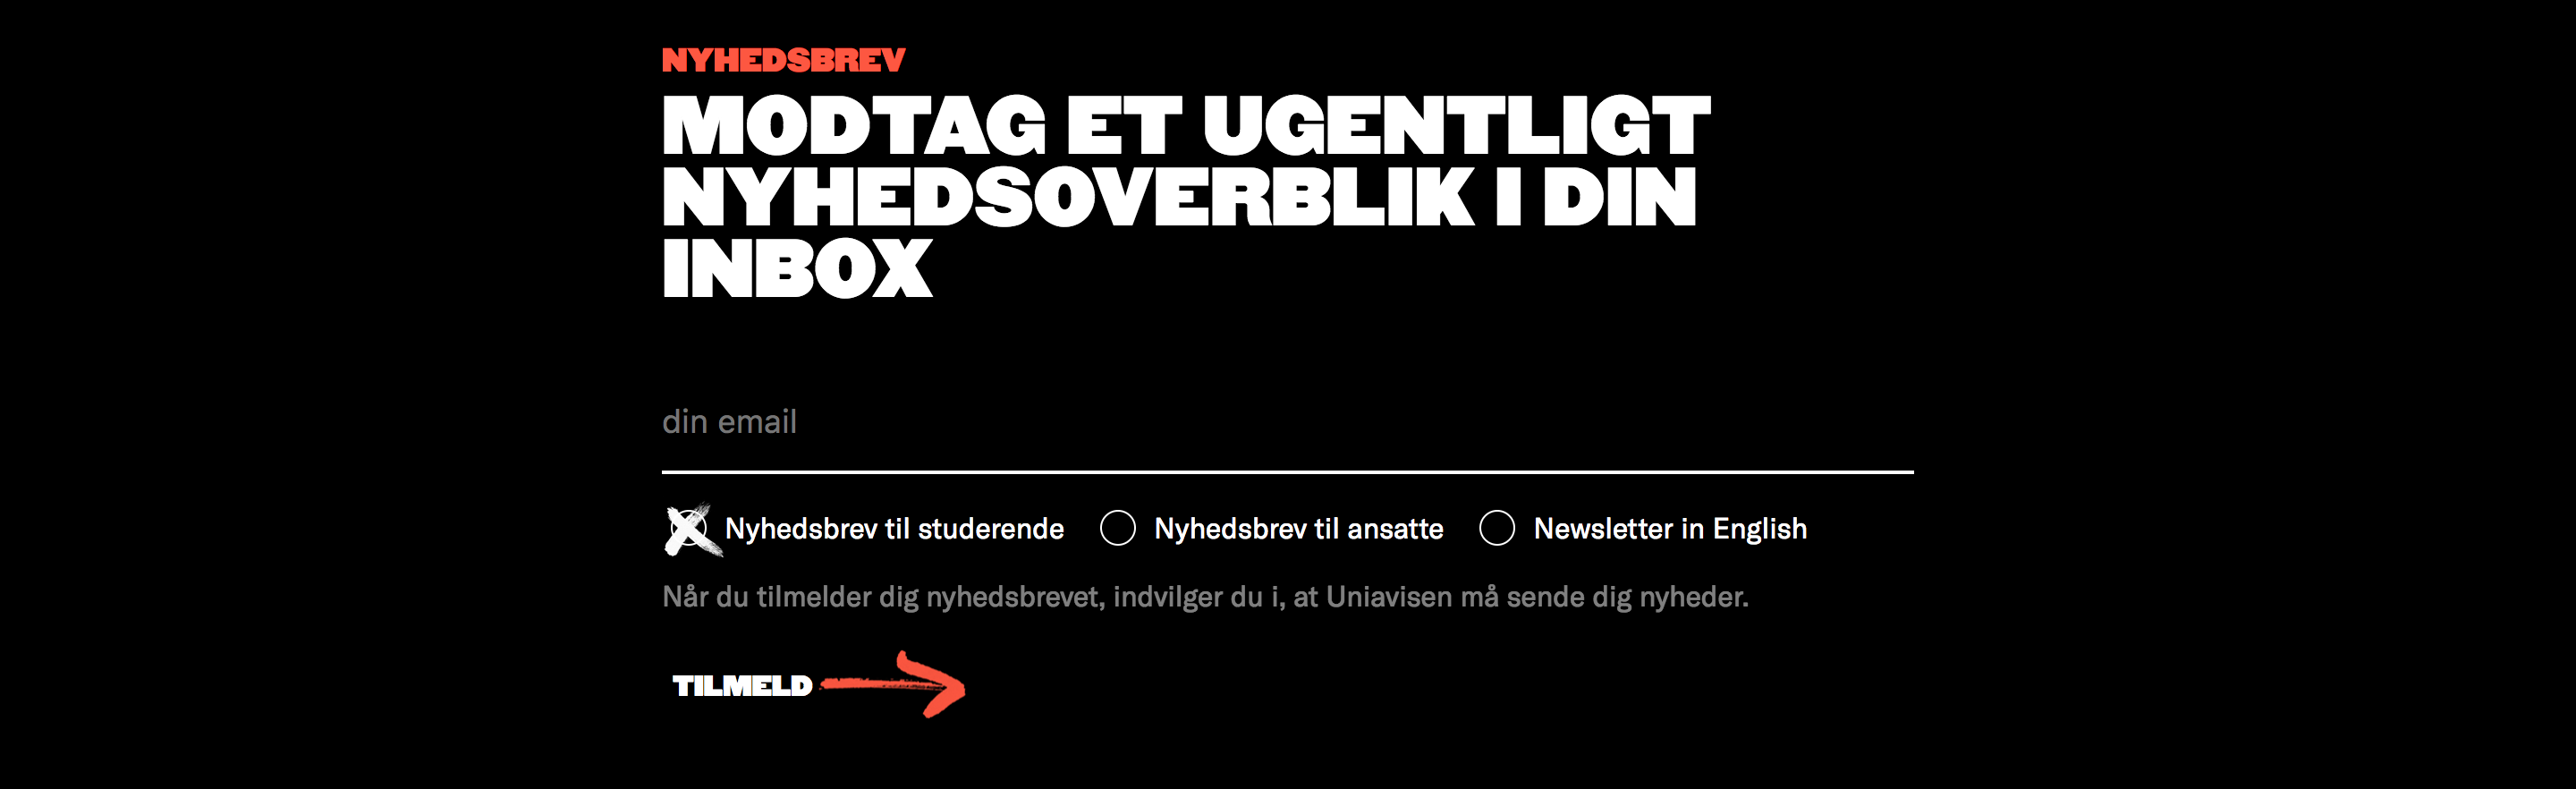 NYHEDSBREV
MODTAG ET UGENTLIGT
NYHEDSOVERBLIK I DIN
INBOX
din email
Nyhedsbrev til studerende Nyhedsbrev til ansatte Newsletter in English
Når du tilmelder dig nyhedsbrevet, indvilger du i, at Uniavisen må sende dig nyheder.
TILMELD